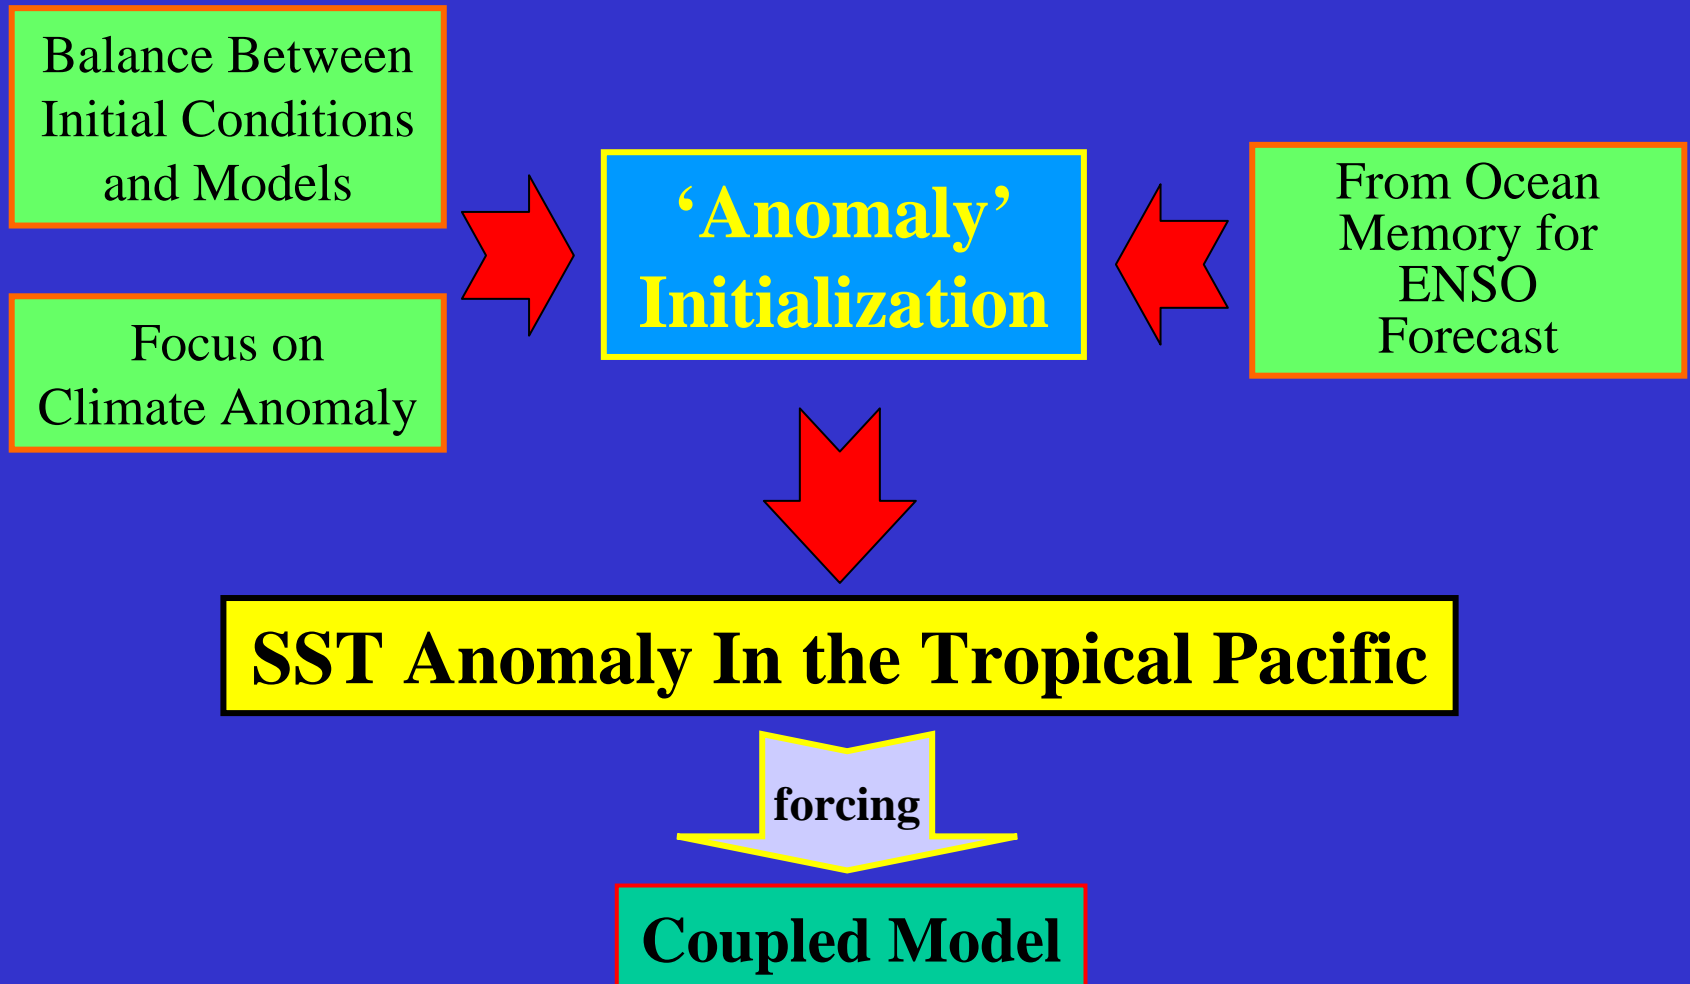 Balance Between
Initial Conditions
and Models
Focus on
Climate Anomaly
‘Anomaly’
Initialization
From Ocean
Memory for
ENSO
Forecast
SST Anomaly In the Tropical Pacific
forcing
Coupled Model